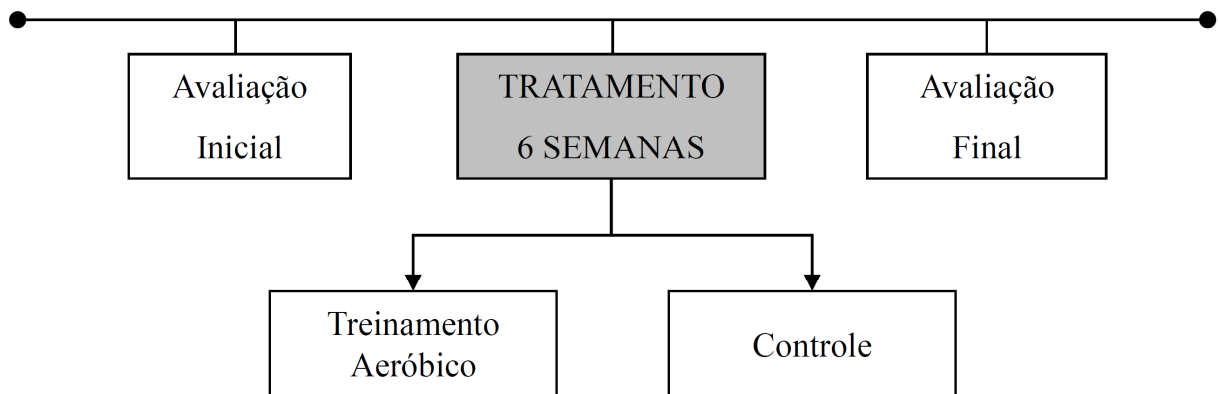 Avaliação
Inicial
TRATAMENTO
6 SEMANAS
Avaliação
Final
Treinamento
Aeróbico
Controle